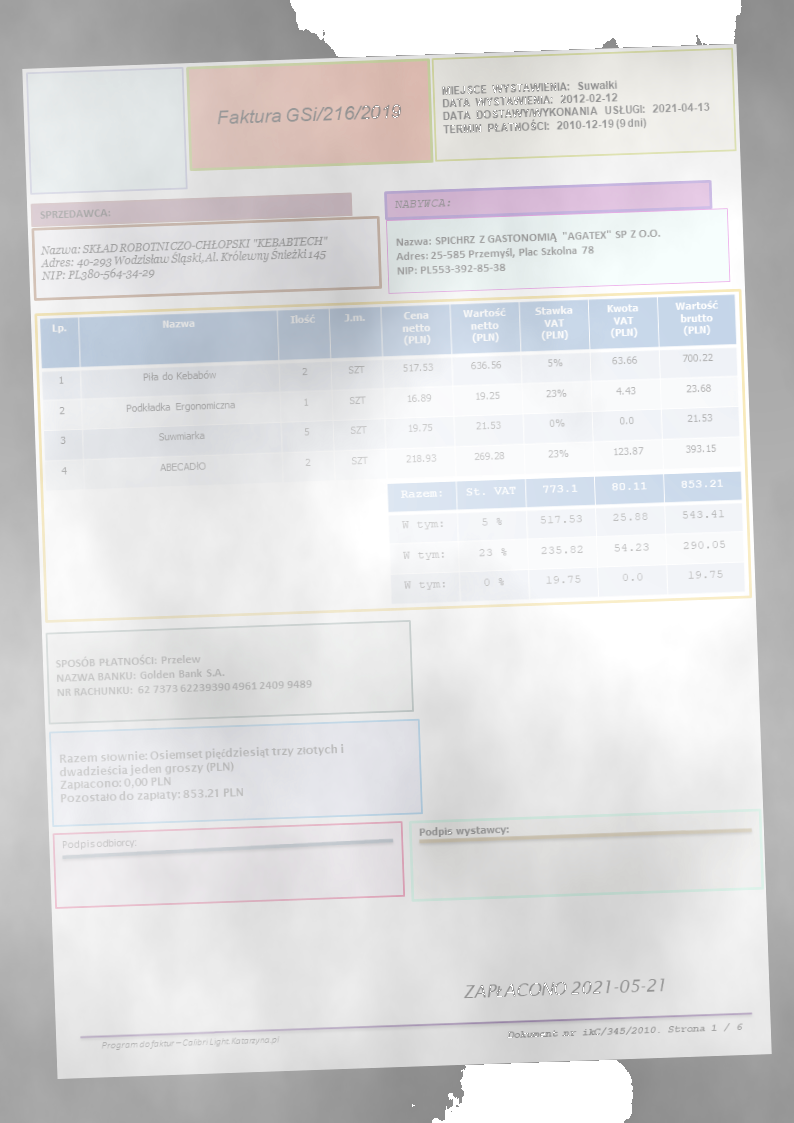 Faktura GSi/216/2019
MIEJSCE WYSTAWIENIA: Suwałki
DATA WYSTAWIENIA: 2012-02-12
DATA DOSTAWY/WYKONANIA USŁUGI: 2021-04-13
TERMIN PŁATNOŚCI: 2010-12-19 (9 dni)
SPRZEDAWCA:
Nazwa: SKŁAD ROBOTNICZO-CHŁOPSKI "KEBABTECH"
Adres: 40-293 Wodzisław Śląski, Al. Królewny Śnieżki 145
NIP: PL380-564-34-29
NABYWCA:
Nazwa: SPICHRZ Z GASTONOMIĄ "AGATEX" SP Z O.O.
Adres: 25-585 Przemyśl, Plac Szkolna 78
NIP: PL553-392-85-38
Lp. Nazwa Ilość J.m. Cena netto (PLN) Wartość netto (PLN) Stawka VAT (PLN) Kwota VAT (PLN) Wartość brutto (PLN)
1 Piła do Kebabów 2 SZT 517.53 636.56 5% 63.66 700.22
2 Podkładka Ergonomiczna 1 SZT 16.89 19.25 23% 4.43 23.68
3 Suwmiarka 5 SZT 19.75 21.53 0% 0.0 21.53
4 ABECADŁO 2 SZT 218.93 269.28 23% 123.87 393.15
Razem: St. VAT 773.1 80.11 853.21
W tym: 5 % 517.53 25.88 543.41
W tym: 23 % 235.82 54.23 290.05
W tym: 0 % 19.75 0.0 19.75
SPOSÓB PŁATNOŚCI: Przelew
NAZWA BANKU: Golden Bank S.A.
NR RACHUNKU: 62 7373 62239390 4961 2409 9489
Razem słownie: Osiemset pięćdziesiąt trzy złotych i
dwadzieścia jeden groszy (PLN)
Zapłacono: 0,00 PLN
Pozostało do zapłaty: 853.21 PLN
Podpis odbiorcy:
Podpis wystawcy:
ZAPŁACONO 2021-05-21
Dokument nr iMC/345/2010. Strona 1 / 6
Program do faktur – Calibri Light Katarzyna.pl